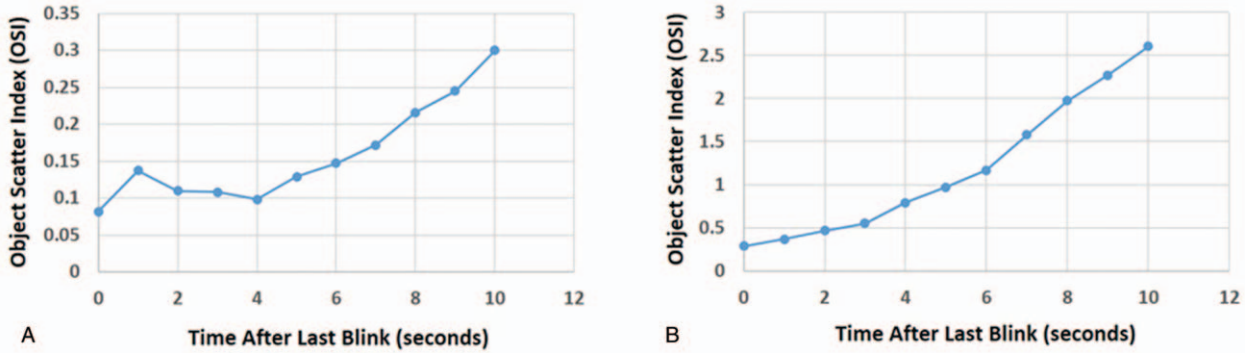 Object Scatter Index (OSI)
0.35
0.3
0.25
0.2
0.15
0.1
0.05
0
0 2 4 6 8 10 12
Time After Last Blink (seconds)
A
Object Scatter Index (OSI)
3
2.5
2
1.5
1
0.5
0
0 2 4 6 8 10 12
Time After Last Blink (seconds)
B